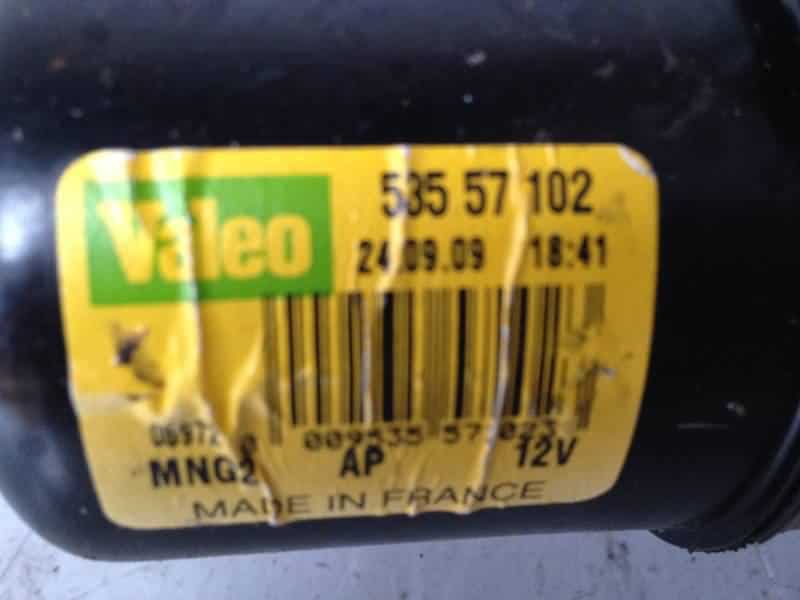 Valeo
535 57 102
24.09.09 18:41
MNG2 AP 12V
MADE IN FRANCE